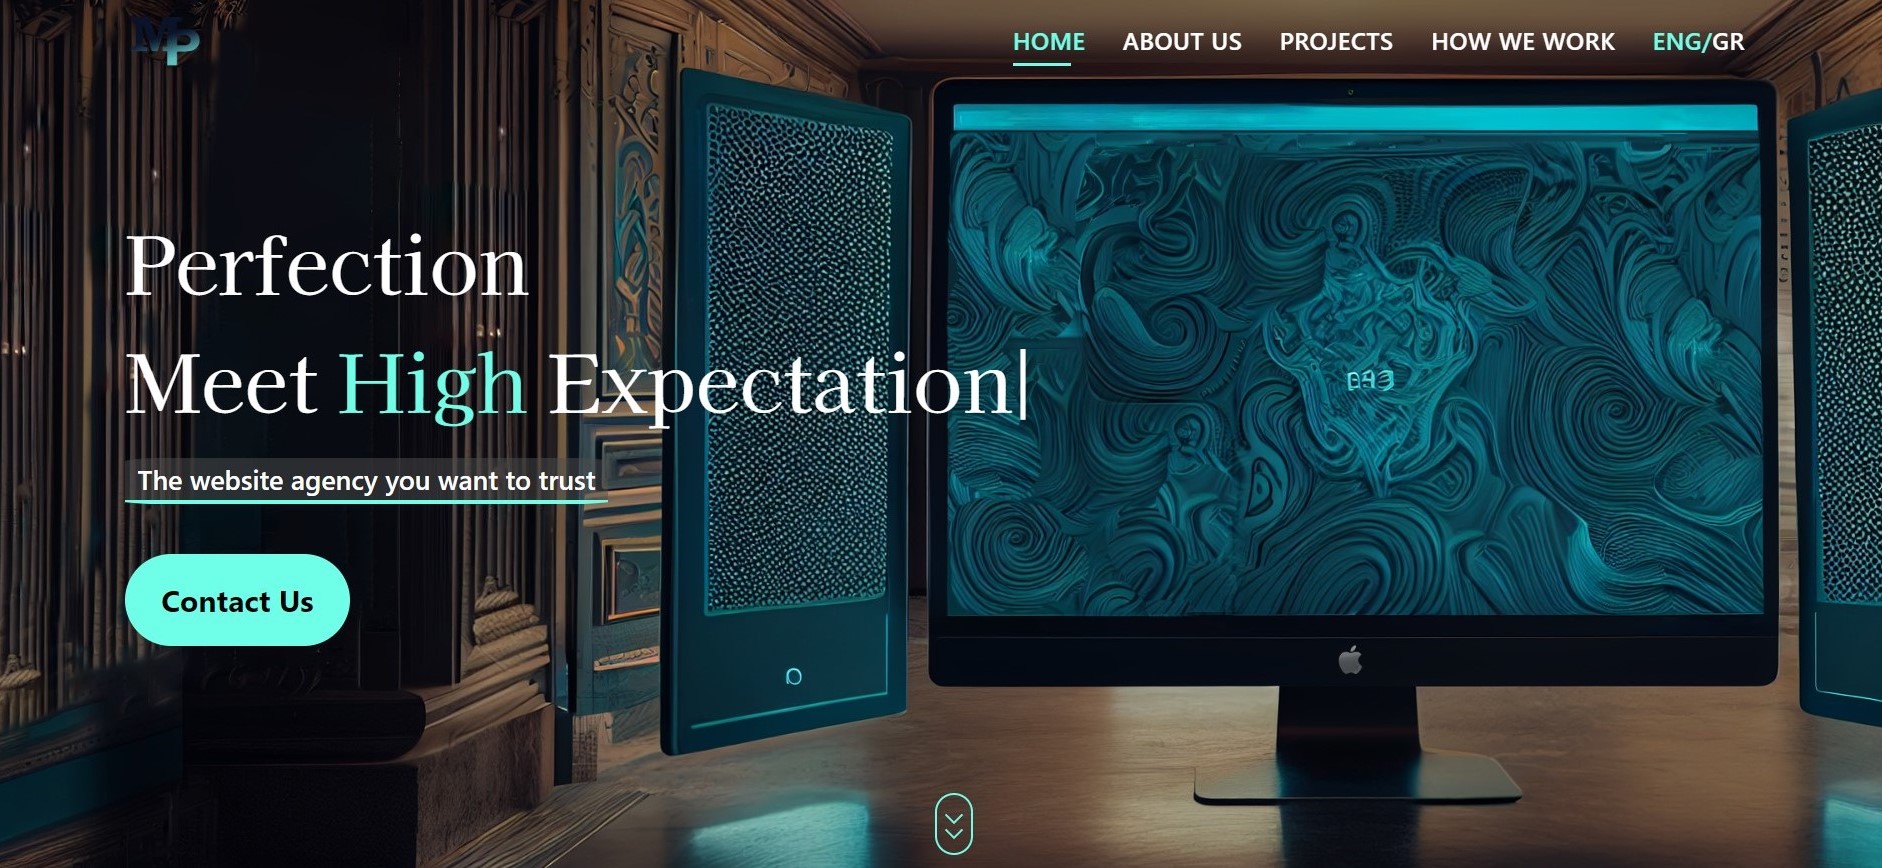 MP
HOME ABOUT US PROJECTS HOW WE WORK ENG/GR
Perfection
Meet High Expectation|
The website agency you want to trust
Contact Us